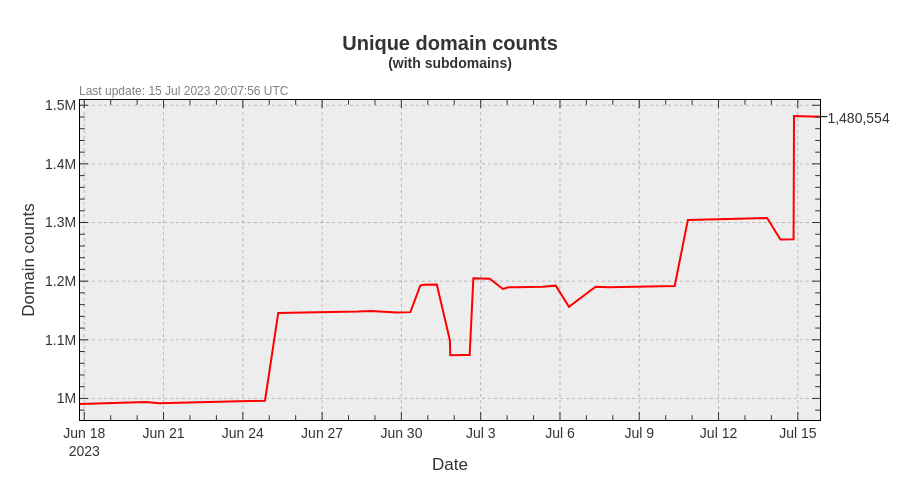 Unique domain counts
(with subdomains)
Last update: 15 Jul 2023 20:07:56 UTC
1.5M
1,480,554
1.4M
1.3M
1.2M
1.1M
1M
Domain counts
Jun 18 Jun 21 Jun 24 Jun 27 Jun 30 Jul 3 Jul 6 Jul 9 Jul 12 Jul 15
2023
Date